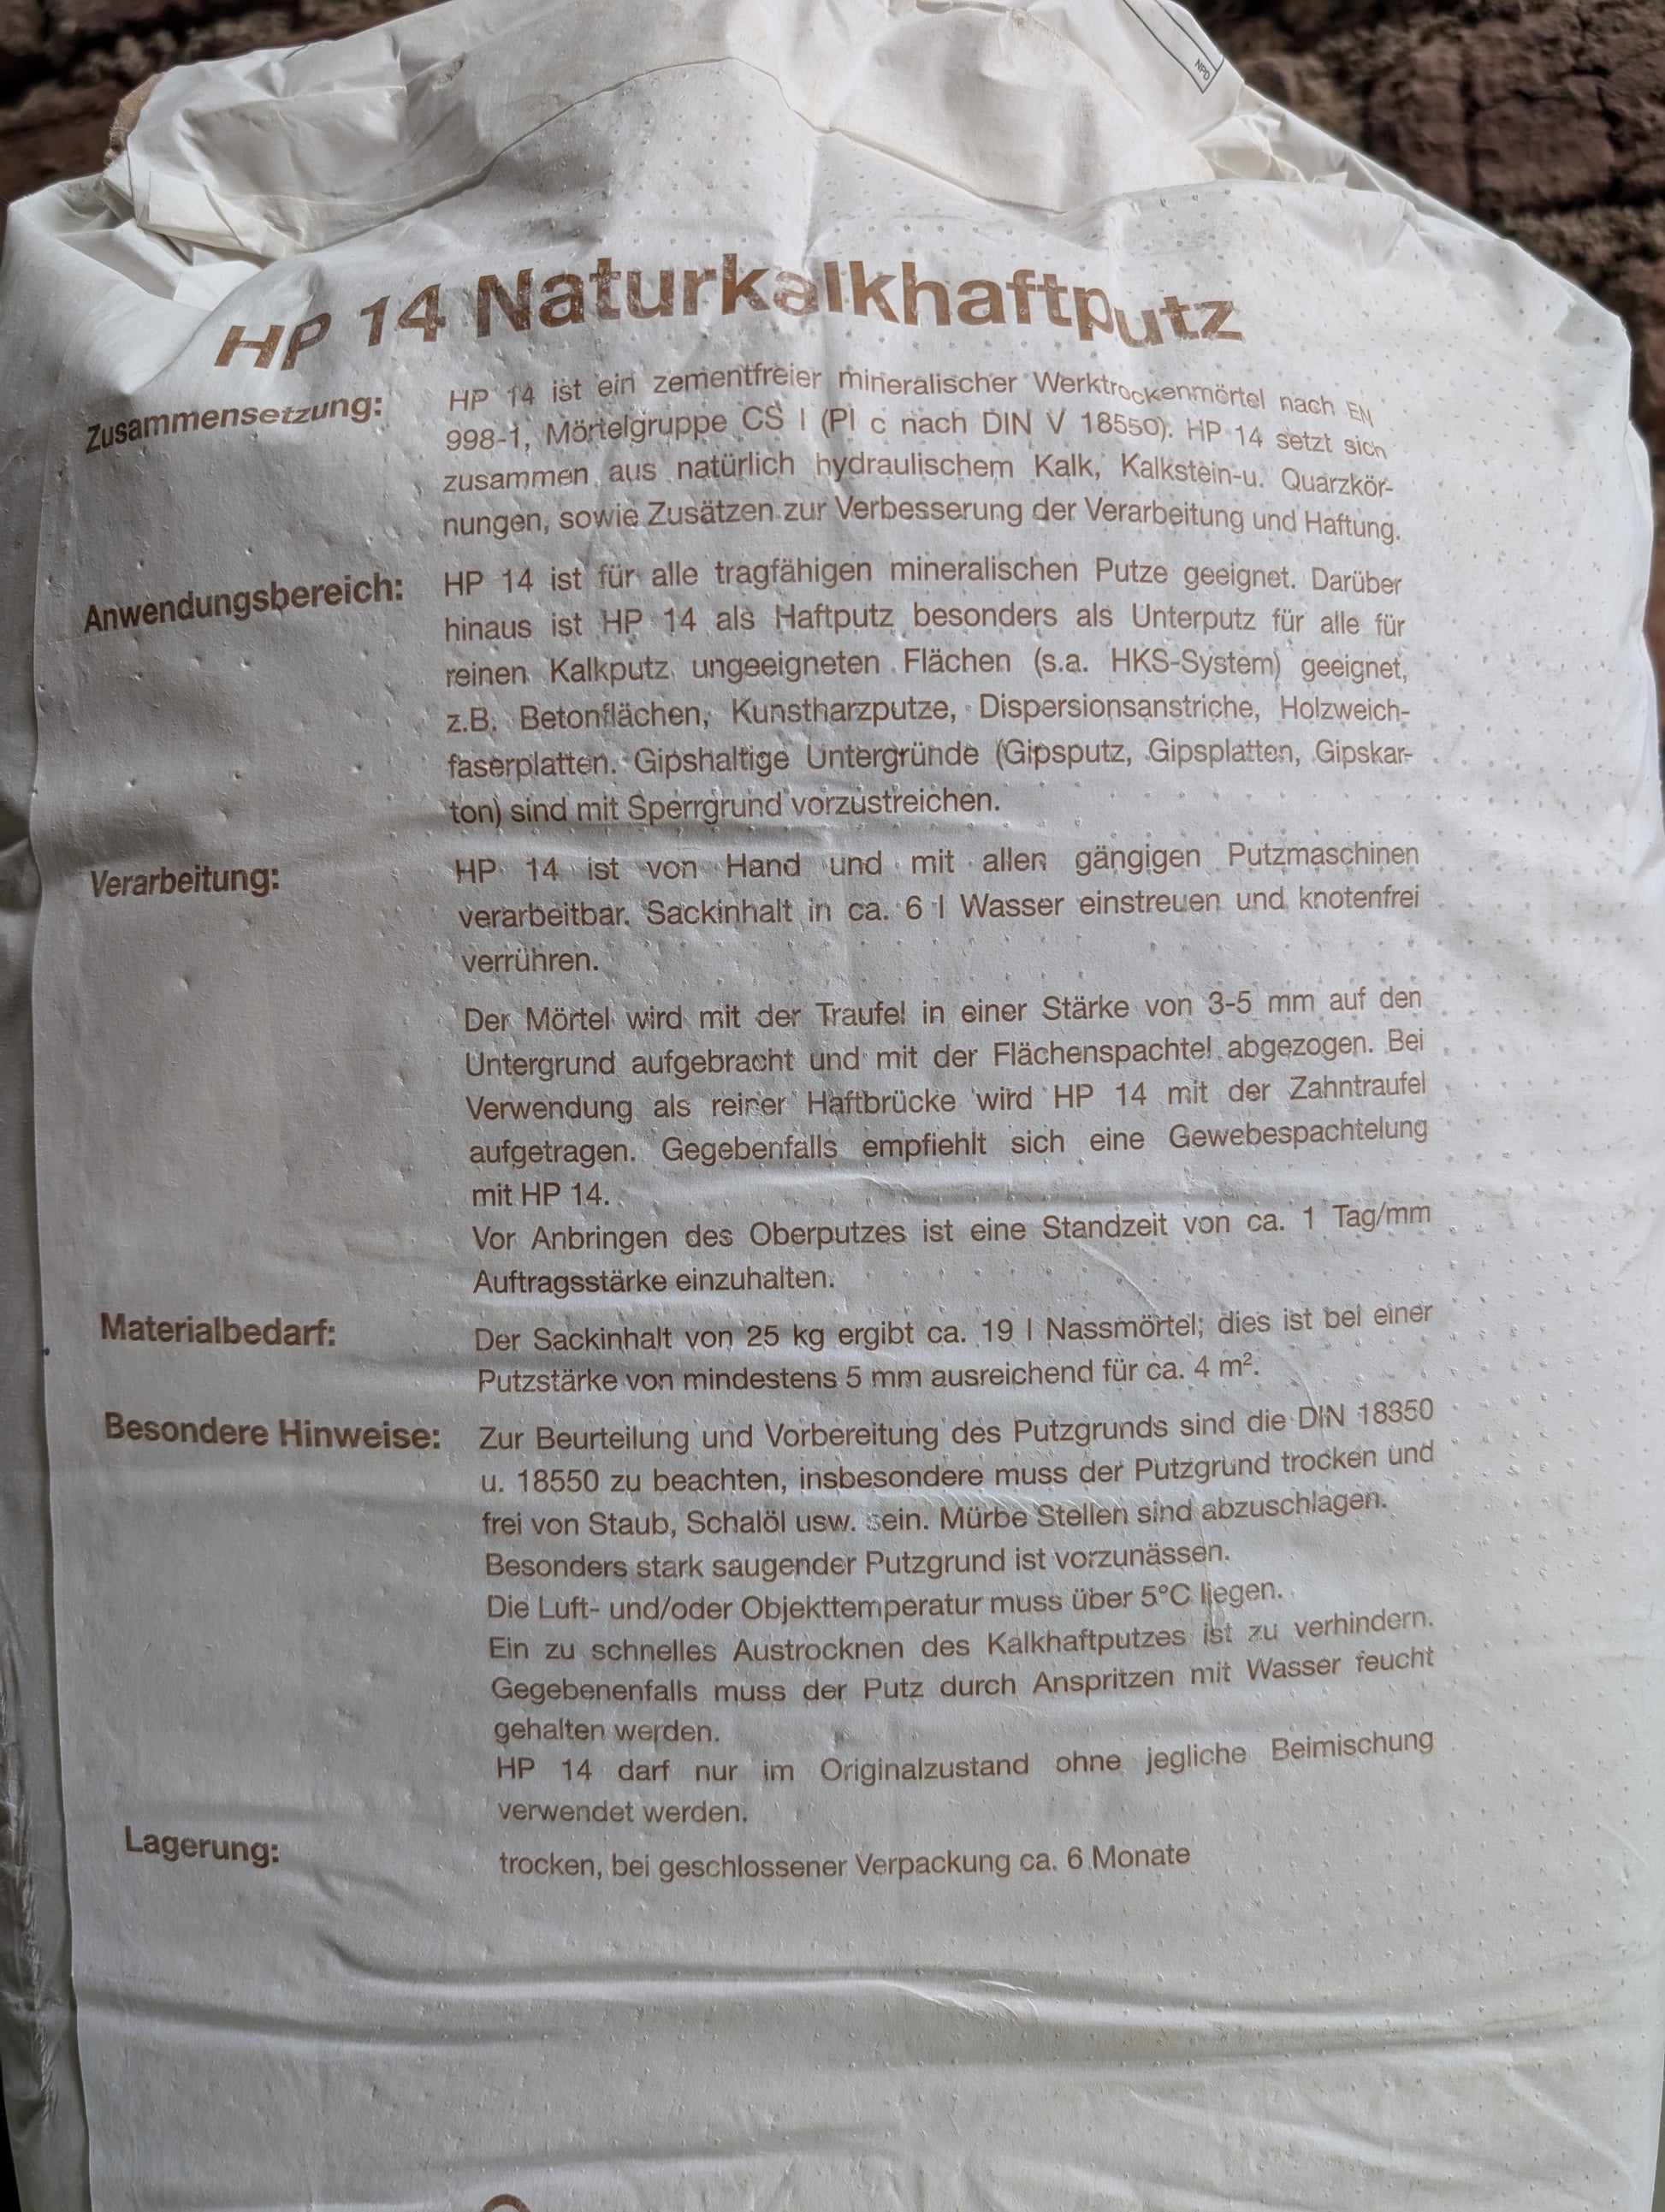 NPD
HP 14 Naturkalkhaftputz
Zusammensetzung:
HP 14 ist ein zementfreier mineralischer Werktrockenmörtel nach EN
998-1, Mörtelgruppe CS I (PI c nach DIN V 18550). HP 14 setzt sich
zusammen aus natürlich hydraulischem Kalk, Kalkstein-u. Quarzkör-
nungen, sowie Zusätzen zur Verbesserung der Verarbeitung und Haftung.
Anwendungsbereich:
HP 14 ist für alle tragfähigen mineralischen Putze geeignet. Darüber
hinaus ist HP 14 als Haftputz besonders als Unterputz für alle für
reinen Kalkputz ungeeigneten Flächen (s.a. HKS-System) geeignet,
z.B. Betonflächen, Kunstharzputze, Dispersionsanstriche, Holzweich-
faserplatten. Gipshaltige Untergründe (Gipsputz, Gipsplatten, Gipskar-
ton) sind mit Sperrgrund vorzustreichen.
Verarbeitung:
HP 14 ist von Hand und mit allen gängigen Putzmaschinen
verarbeitbar. Sackinhalt in ca. 6 l Wasser einstreuen und knotenfrei
verrühren.
Der Mörtel wird mit der Traufel in einer Stärke von 3-5 mm auf den
Untergrund aufgebracht und mit der Flächenspachtel abgezogen. Bei
Verwendung als reiner Haftbrücke wird HP 14 mit der Zahntraufel
aufgetragen. Gegebenfalls empfiehlt sich eine Gewebespachtelung
mit HP 14.
Vor Anbringen des Oberputzes ist eine Standzeit von ca. 1 Tag/mm
Auftragsstärke einzuhalten.
Materialbedarf:
Der Sackinhalt von 25 kg ergibt ca. 19 l Nassmörtel; dies ist bei einer
Putzstärke von mindestens 5 mm ausreichend für ca. 4 m².
Besondere Hinweise:
Zur Beurteilung und Vorbereitung des Putzgrunds sind die DIN 18350
u. 18550 zu beachten, insbesondere muss der Putzgrund trocken und
frei von Staub, Schalöl usw. sein. Mürbe Stellen sind abzuschlagen.
Besonders stark saugender Putzgrund ist vorzunässen.
Die Luft- und/oder Objekttemperatur muss über 5°C liegen.
Ein zu schnelles Austrocknen des Kalkhaftputzes ist zu verhindern.
Gegebenenfalls muss der Putz durch Anspritzen mit Wasser feucht
gehalten werden.
HP 14 darf nur im Originalzustand ohne jegliche Beimischung
verwendet werden.
Lagerung:
trocken, bei geschlossener Verpackung ca. 6 Monate